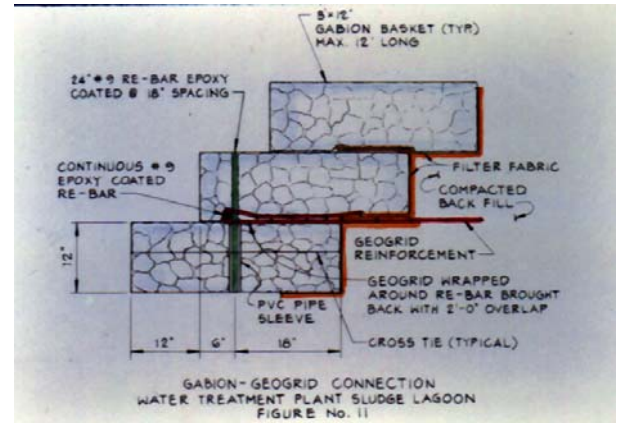 3'x12"
GABION BASKET (TYP)
MAX. 12' LONG
24" #9 RE-BAR EPOXY
COATED @ 18" SPACING
CONTINUOUS #9
EPOXY COATED
RE-BAR
FILTER FABRIC
COMPACTED
BACK FILL
GEOGRID
REINFORCEMENT
12"
GEOGRID WRAPPED
AROUND RE-BAR BROUGHT
BACK WITH 2'-0" OVERLAP
PVC PIPE
SLEEVE
CROSS TIE (TYPICAL)
12" 6" 18"
GABION-GEOGRID CONNECTION
WATER TREATMENT PLANT SLUDGE LAGOON
FIGURE No. 11